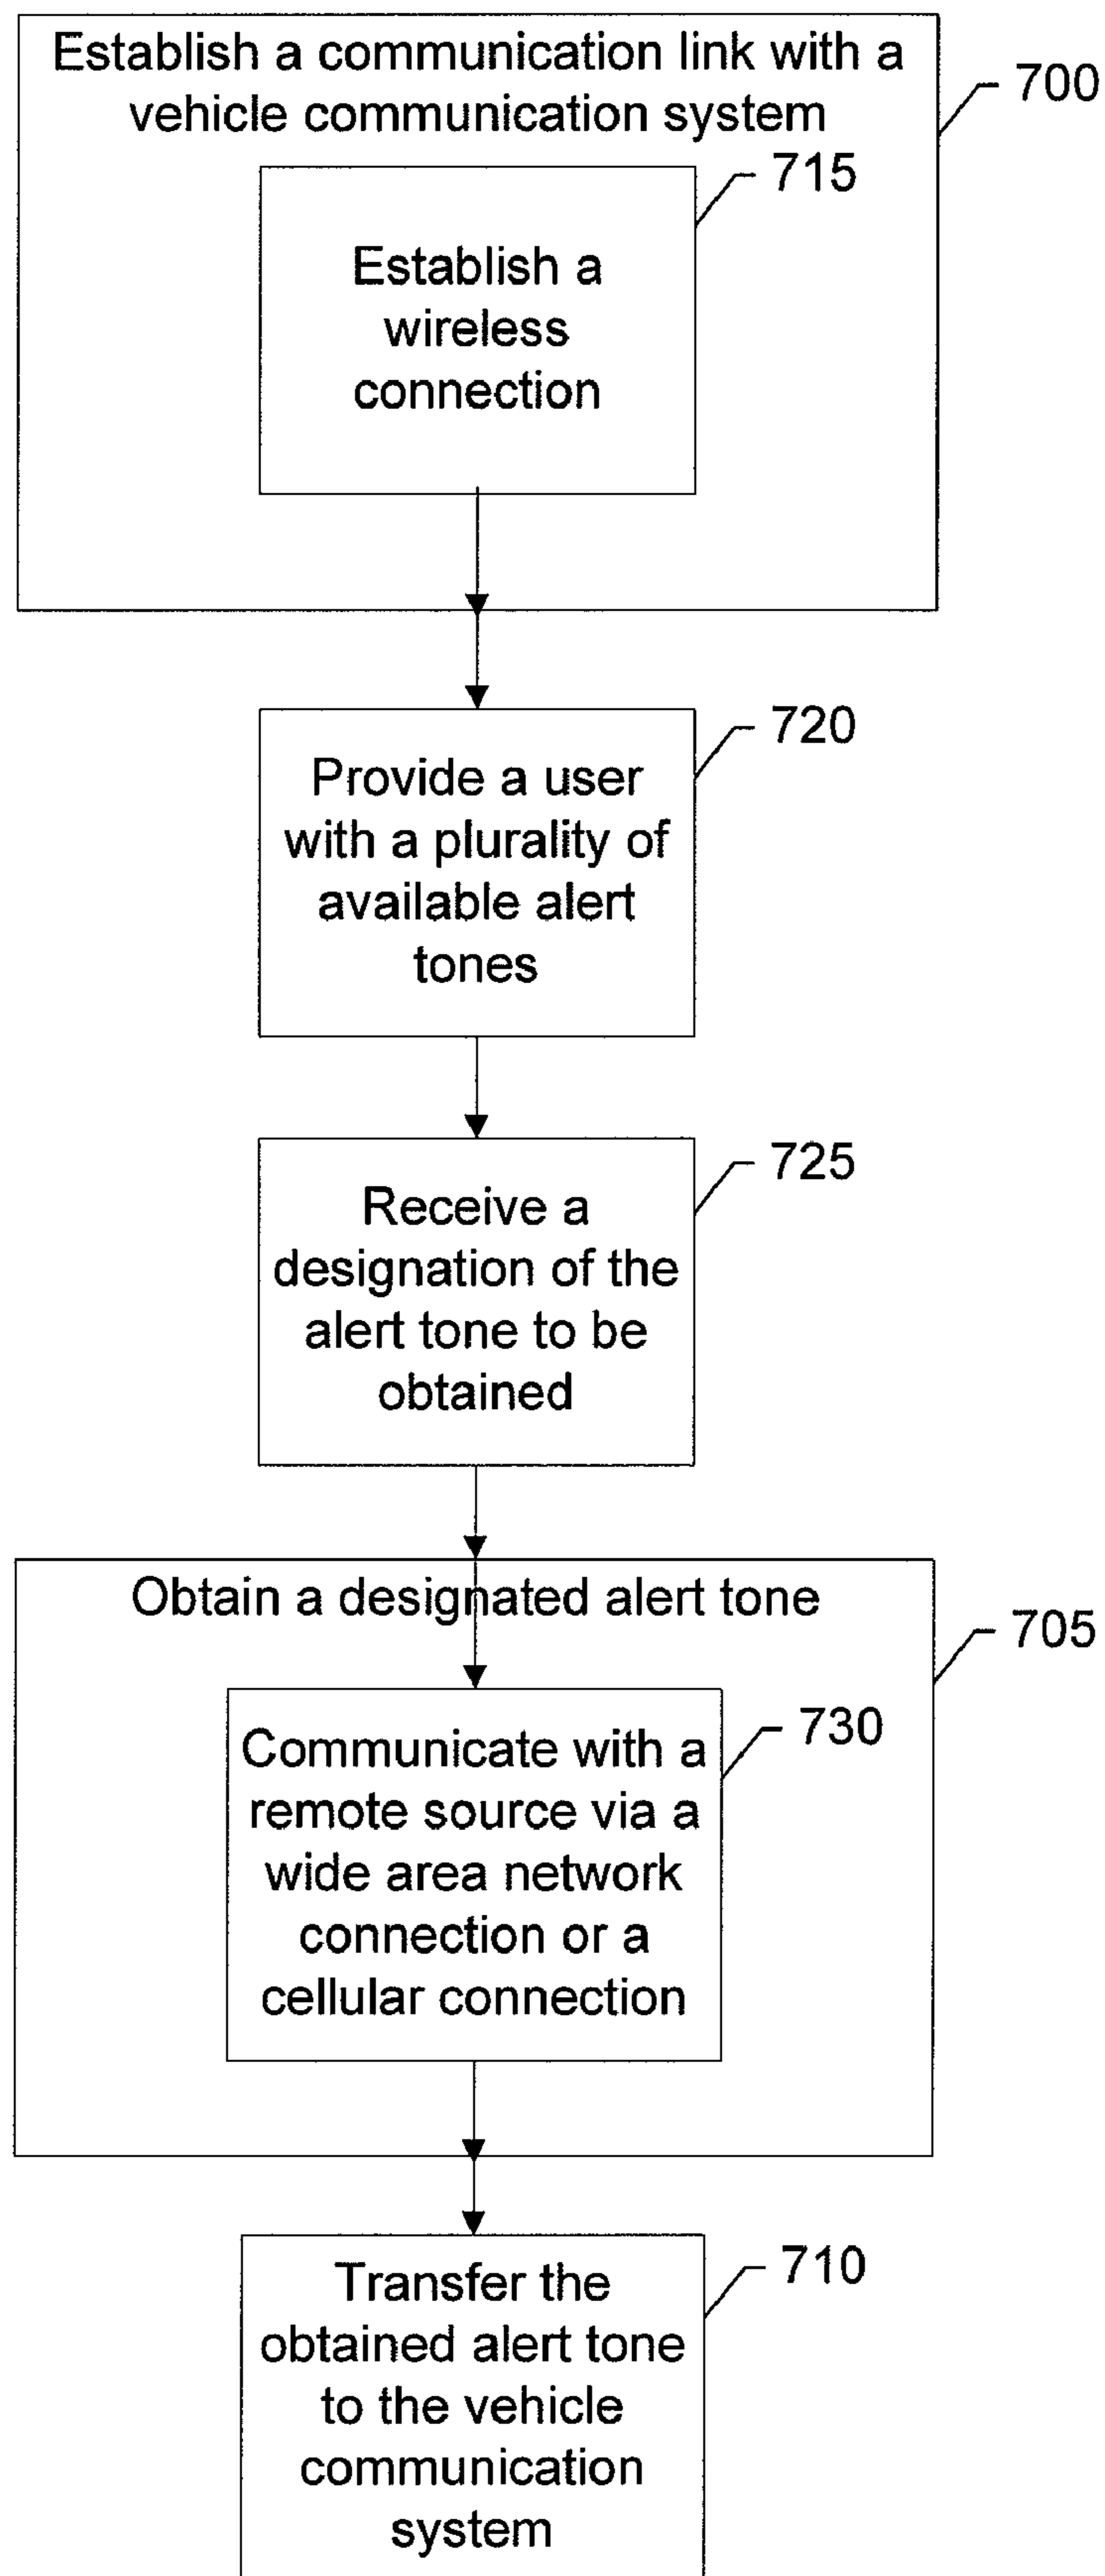 Establish a communication link with a
vehicle communication system
700
715
Establish a
wireless
connection
720
Provide a user
with a plurality of
available alert
tones
725
Receive a
designation of the
alert tone to be
obtained
Obtain a designated alert tone
705
730
Communicate with a
remote source via a
wide area network
connection or a
cellular connection
710
Transfer the
obtained alert tone
to the vehicle
communication
system